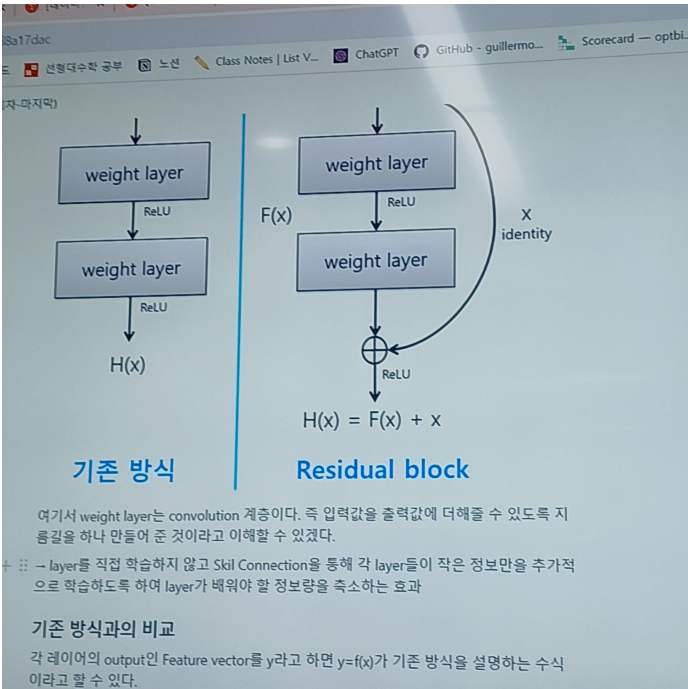 8a17dac
선형대수학 공부
노션
Class Notes | List V...
ChatGPT
GitHub - guillermo...
Scorecard — optbi...
자-마지막)
weight layer
ReLU
weight layer
ReLU
H(x)
기존 방식
F(x)
weight layer
ReLU
weight layer
X
identity
ReLU
H(x) = F(x) + x
Residual block
여기서 weight layer는 convolution 계층이다. 즉 입력값을 출력값에 더해줄 수 있도록 지
름길을 하나 만들어 준 것이라고 이해할 수 있겠다.
→ layer를 직접 학습하지 않고 Skil Connection을 통해 각 layer들이 작은 정보만을 추가적
으로 학습하도록 하여 layer가 배워야 할 정보량을 축소하는 효과
기존 방식과의 비교
각 레이어의 output인 Feature vector를 y라고 하면 y=f(x)가 기존 방식을 설명하는 수식
이라고 할 수 있다.